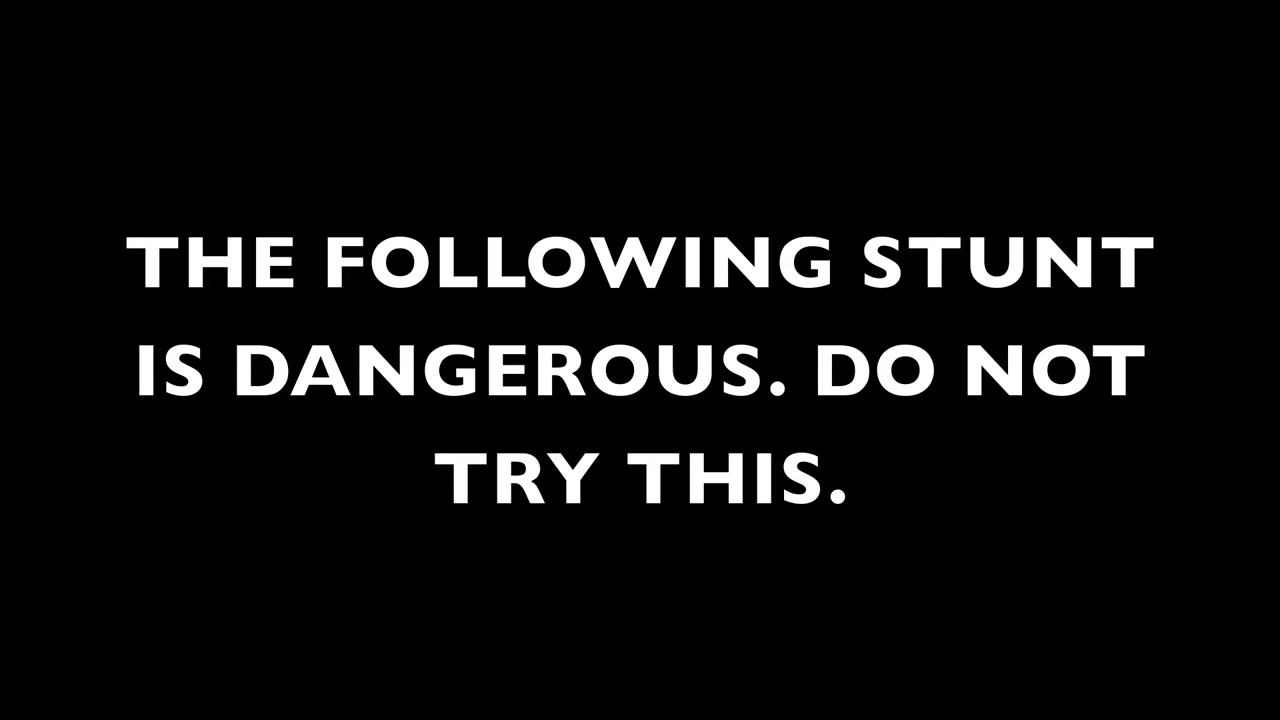 THE FOLLOWING STUNT
IS DANGEROUS. DO NOT
TRY THIS.